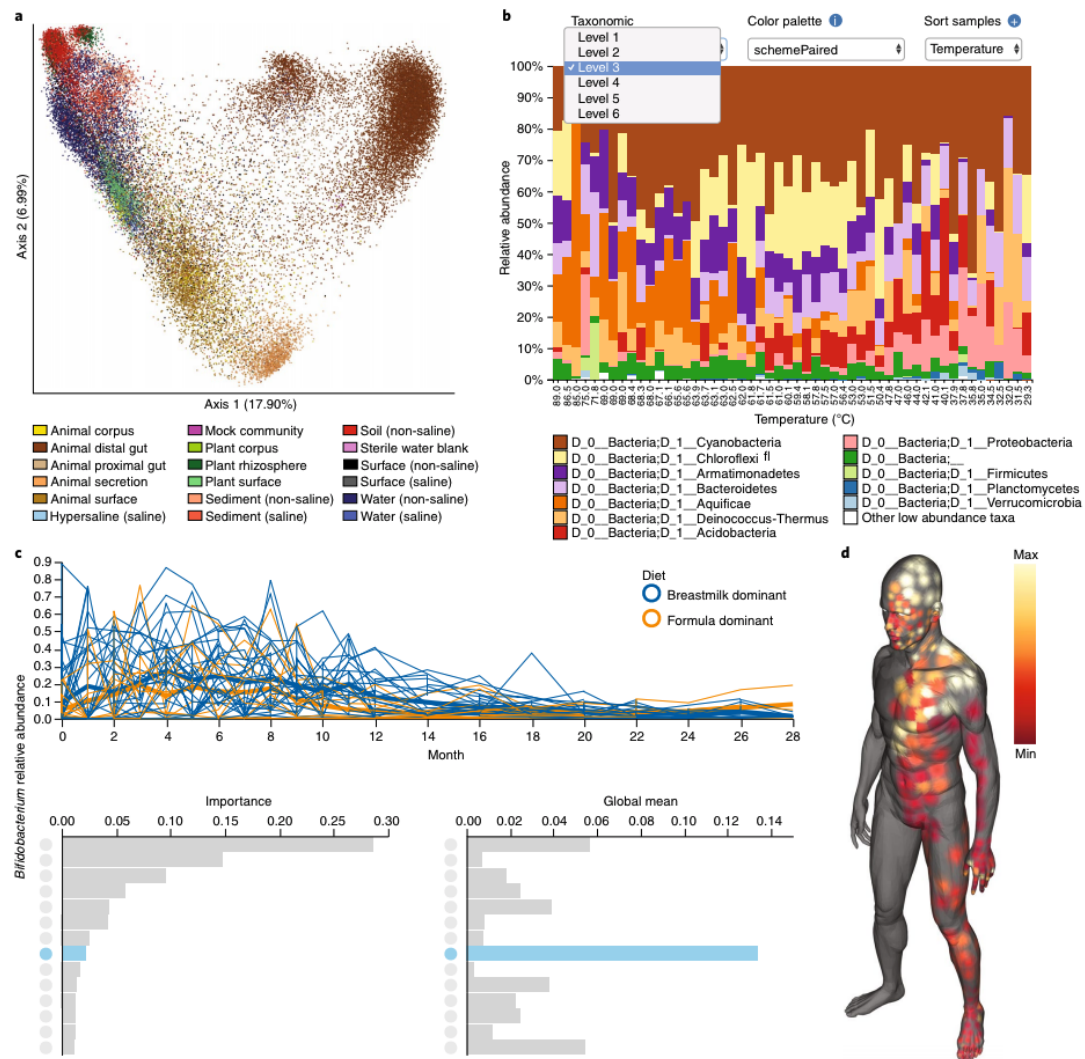 a
Axis 2 (6.99%)
Axis 1 (17.90%)
Animal corpus
Animal distal gut
Animal proximal gut
Animal secretion
Animal surface
Hypersaline (saline)
Mock community
Plant corpus
Plant rhizosphere
Plant surface
Sediment (non-saline)
Sediment (saline)
Soil (non-saline)
Sterile water blank
Surface (non-saline)
Surface (saline)
Water (non-saline)
Water (saline)
b
Taxonomic
Level 1
Level 2
✓ Level 3
Level 4
Level 5
Level 6
Color palette i
schemePaired
Sort samples +
Temperature
Relative abundance
100%
90%
80%
70%
60%
50%
40%
30%
20%
10%
0%
Temperature (°C)
D_0__Bacteria;D_1__Cyanobacteria
D_0__Bacteria;D_1__Chloroflexi fl
D_0__Bacteria;D_1__Armatimonadetes
D_0__Bacteria;D_1__Bacteroidetes
D_0__Bacteria;D_1__Aquificae
D_0__Bacteria;D_1__Deinococcus-Thermus
D_0__Bacteria;D_1__Acidobacteria
D_0__Bacteria;D_1__Proteobacteria
D_0__Bacteria;__
D_0__Bacteria;D_1__Firmicutes
D_0__Bacteria;D_1__Planctomycetes
D_0__Bacteria;D_1__Verrucomicrobia
Other low abundance taxa
c
Bifidobacterium relative abundance
0.9
0.8
0.7
0.6
0.5
0.4
0.3
0.2
0.1
0.0
0 2 4 6 8 10 12 14 16 18 20 22 24 26 28
Month
Diet
Breastmilk dominant
Formula dominant
Importance
0.00 0.05 0.10 0.15 0.20 0.25 0.30
Global mean
0.00 0.02 0.04 0.06 0.08 0.10 0.12 0.14
d
Max
Min